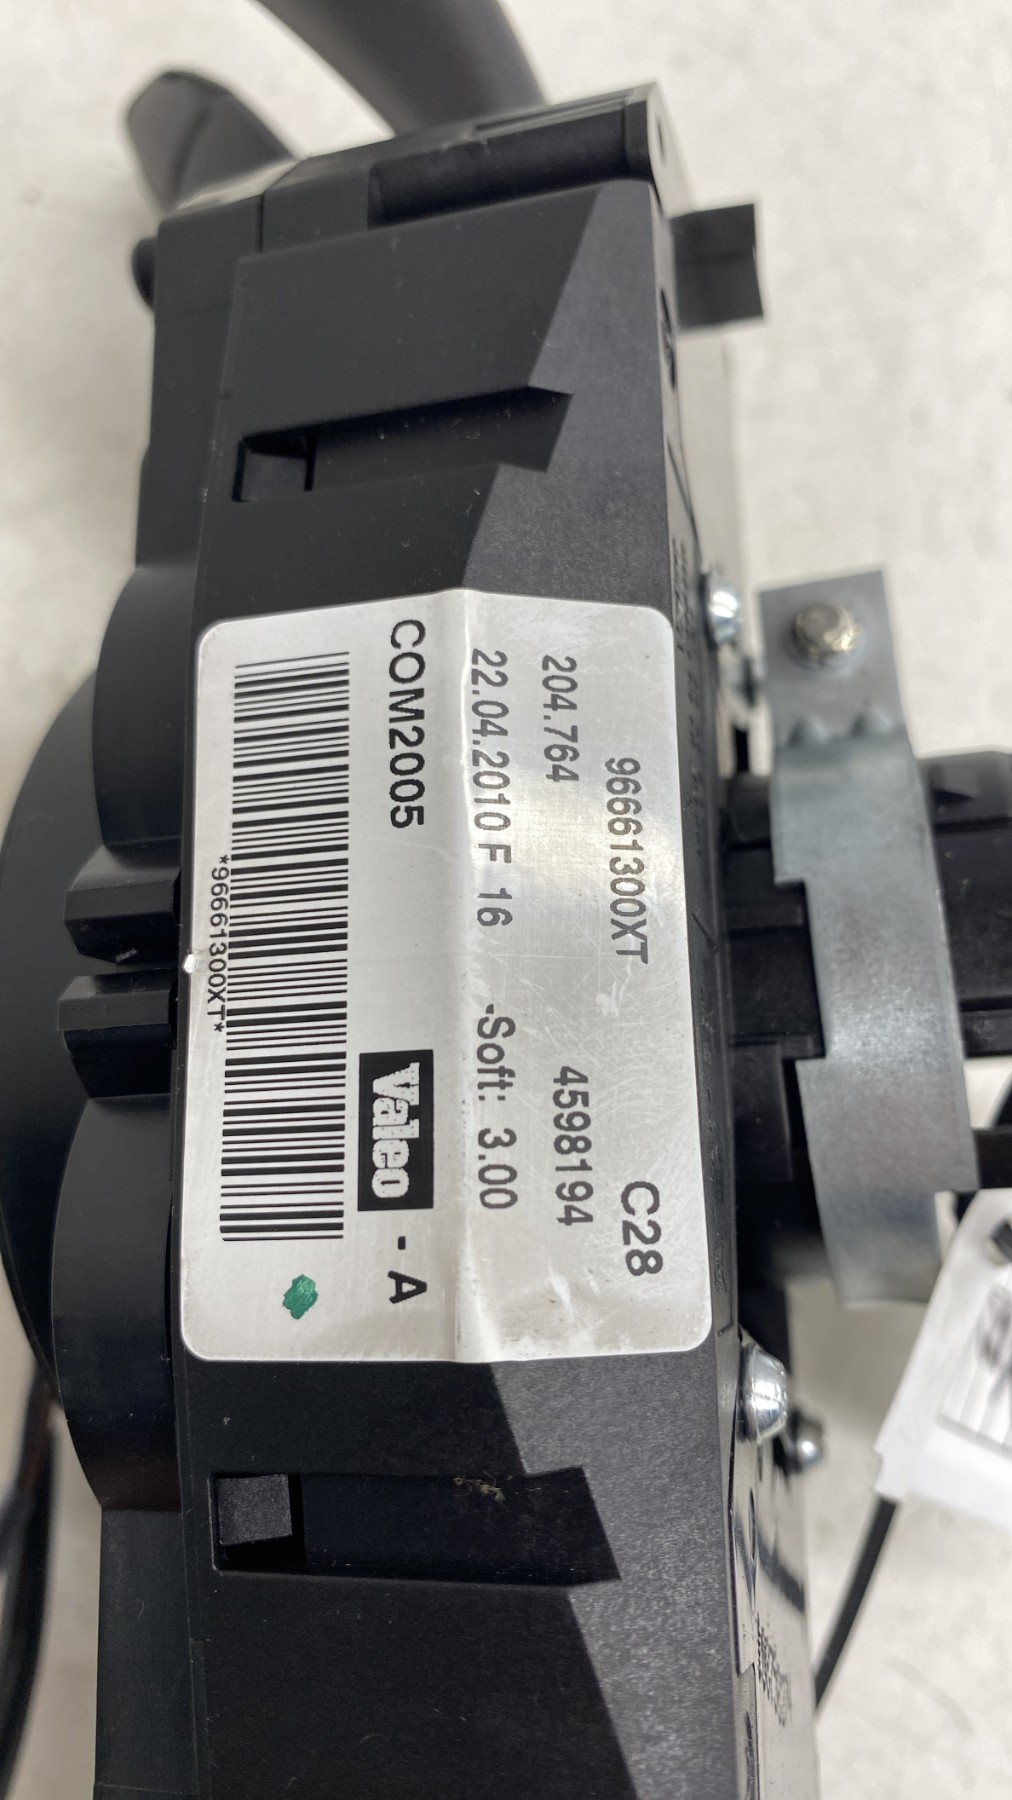 96661300XT C28
204.764 4598194
22.04.2010 F 16 -Soft: 3.00
COM2005 Valeo - A
*96661300XT*